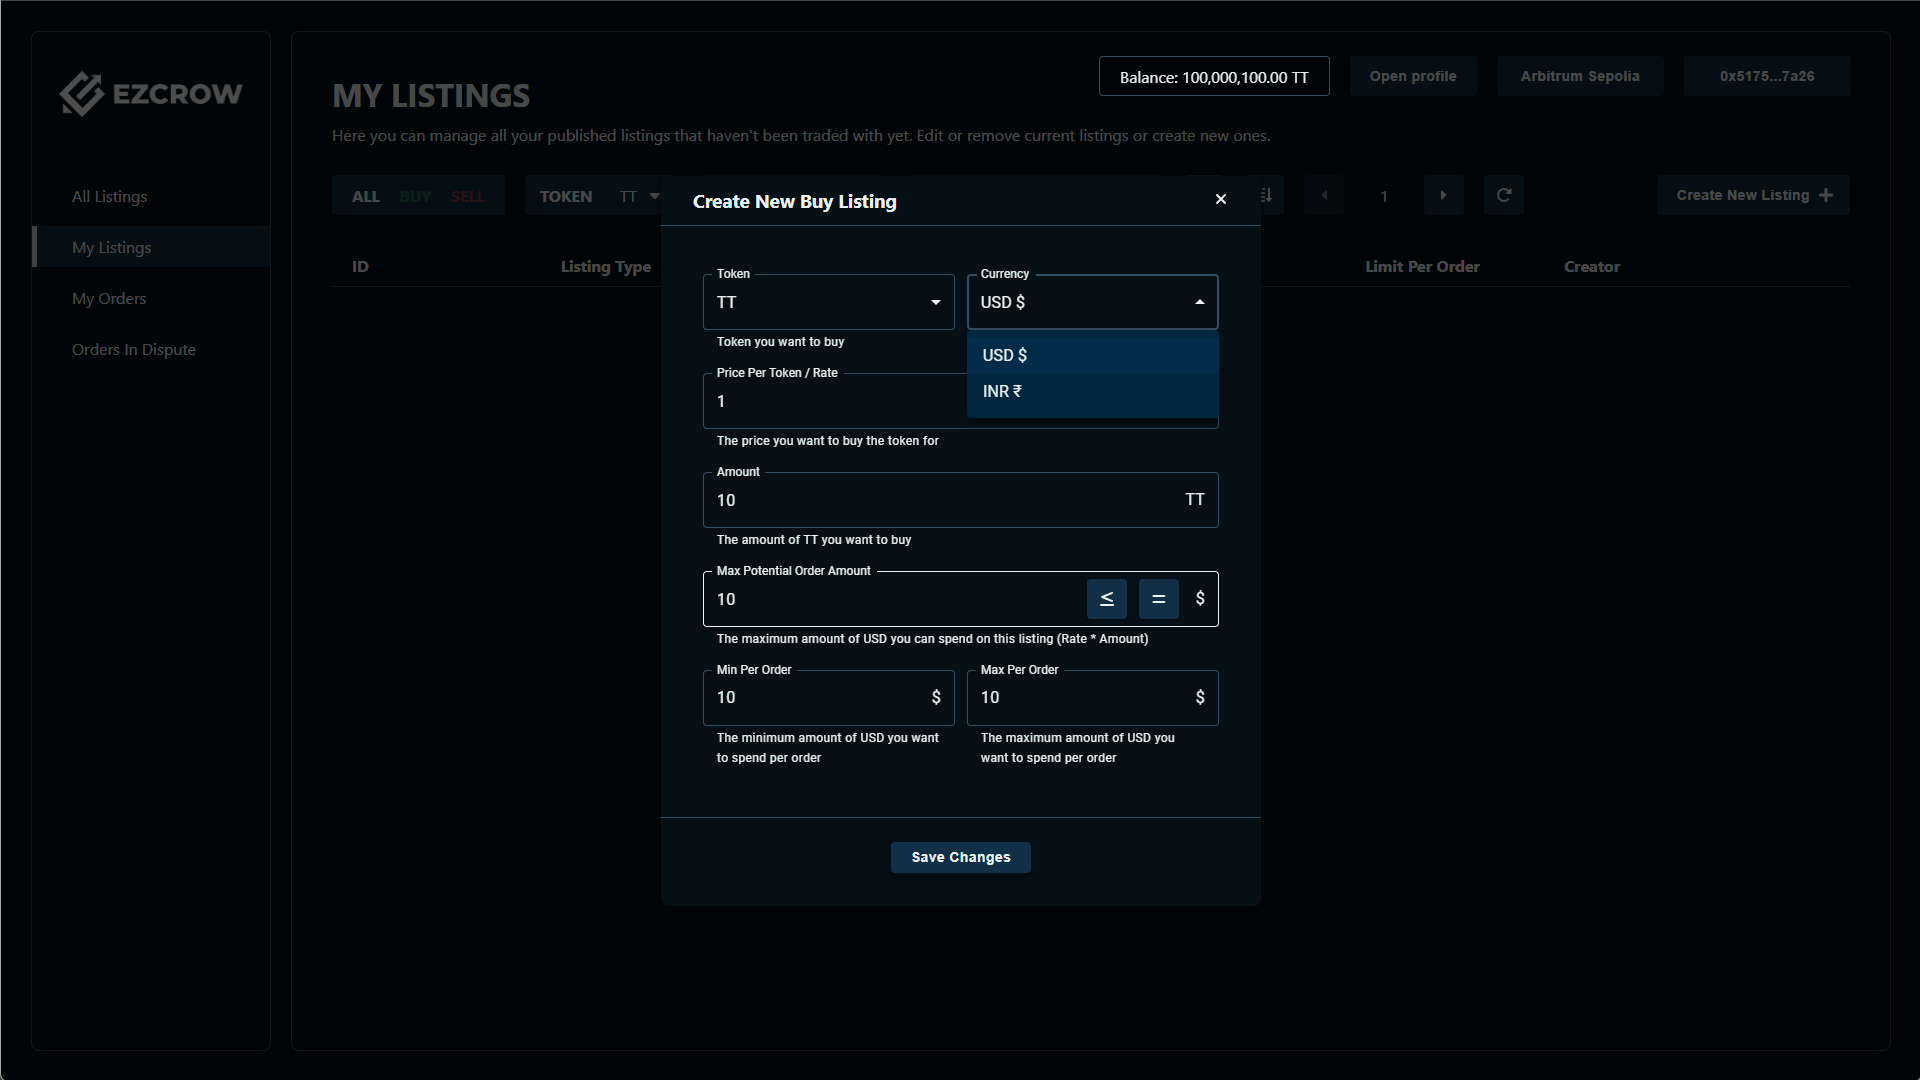 EZCROW
All Listings
My Listings
My Orders
Orders In Dispute
Balance: 100,000,100.00 TT
Open profile
Arbitrum Sepolia
0x5175...7a26
MY LISTINGS
Here you can manage all your published listings that haven't been traded with yet. Edit or remove current listings or create new ones.
ALL BUY SELL
TOKEN TT
1
Create New Listing +
ID
Listing Type
Limit Per Order
Creator
Create New Buy Listing
Token
TT
Token you want to buy
Currency
USD $
USD $
INR ₹
Price Per Token / Rate
1
The price you want to buy the token for
Amount
10 TT
The amount of TT you want to buy
Max Potential Order Amount
10 ≤ = $
The maximum amount of USD you can spend on this listing (Rate * Amount)
Min Per Order
10 $
The minimum amount of USD you want
to spend per order
Max Per Order
10 $
The maximum amount of USD you
want to spend per order
Save Changes